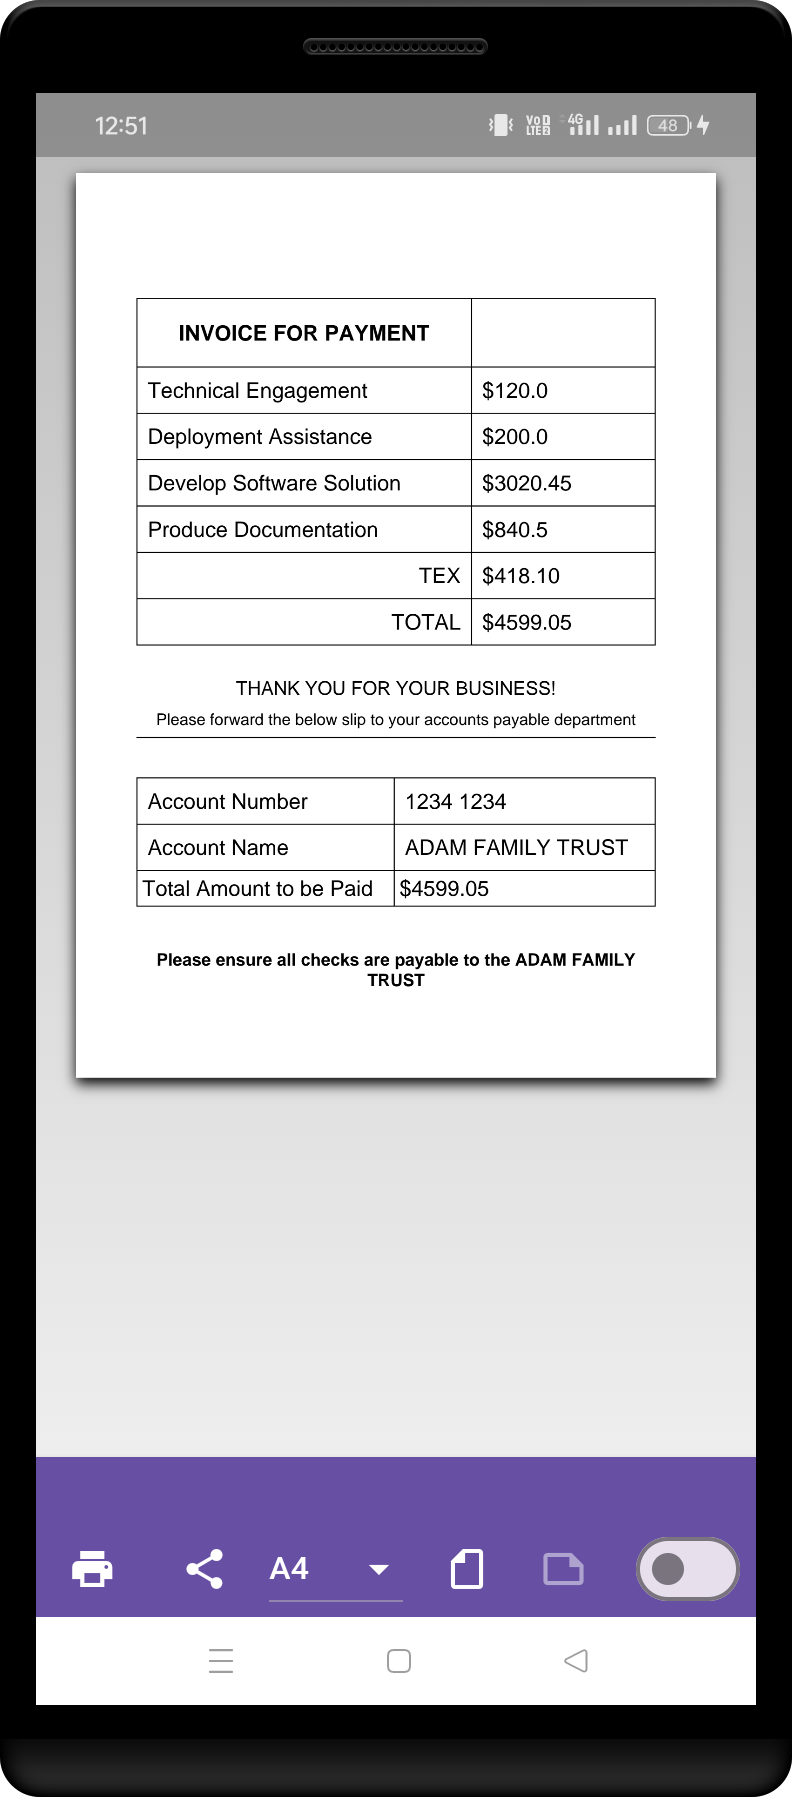 12:51
VoD
LTE2
4G
48
INVOICE FOR PAYMENT
Technical Engagement $120.0
Deployment Assistance $200.0
Develop Software Solution $3020.45
Produce Documentation $840.5
TEX $418.10
TOTAL $4599.05
THANK YOU FOR YOUR BUSINESS!
Please forward the below slip to your accounts payable department
Account Number 1234 1234
Account Name ADAM FAMILY TRUST
Total Amount to be Paid $4599.05
Please ensure all checks are payable to the ADAM FAMILY
TRUST
A4